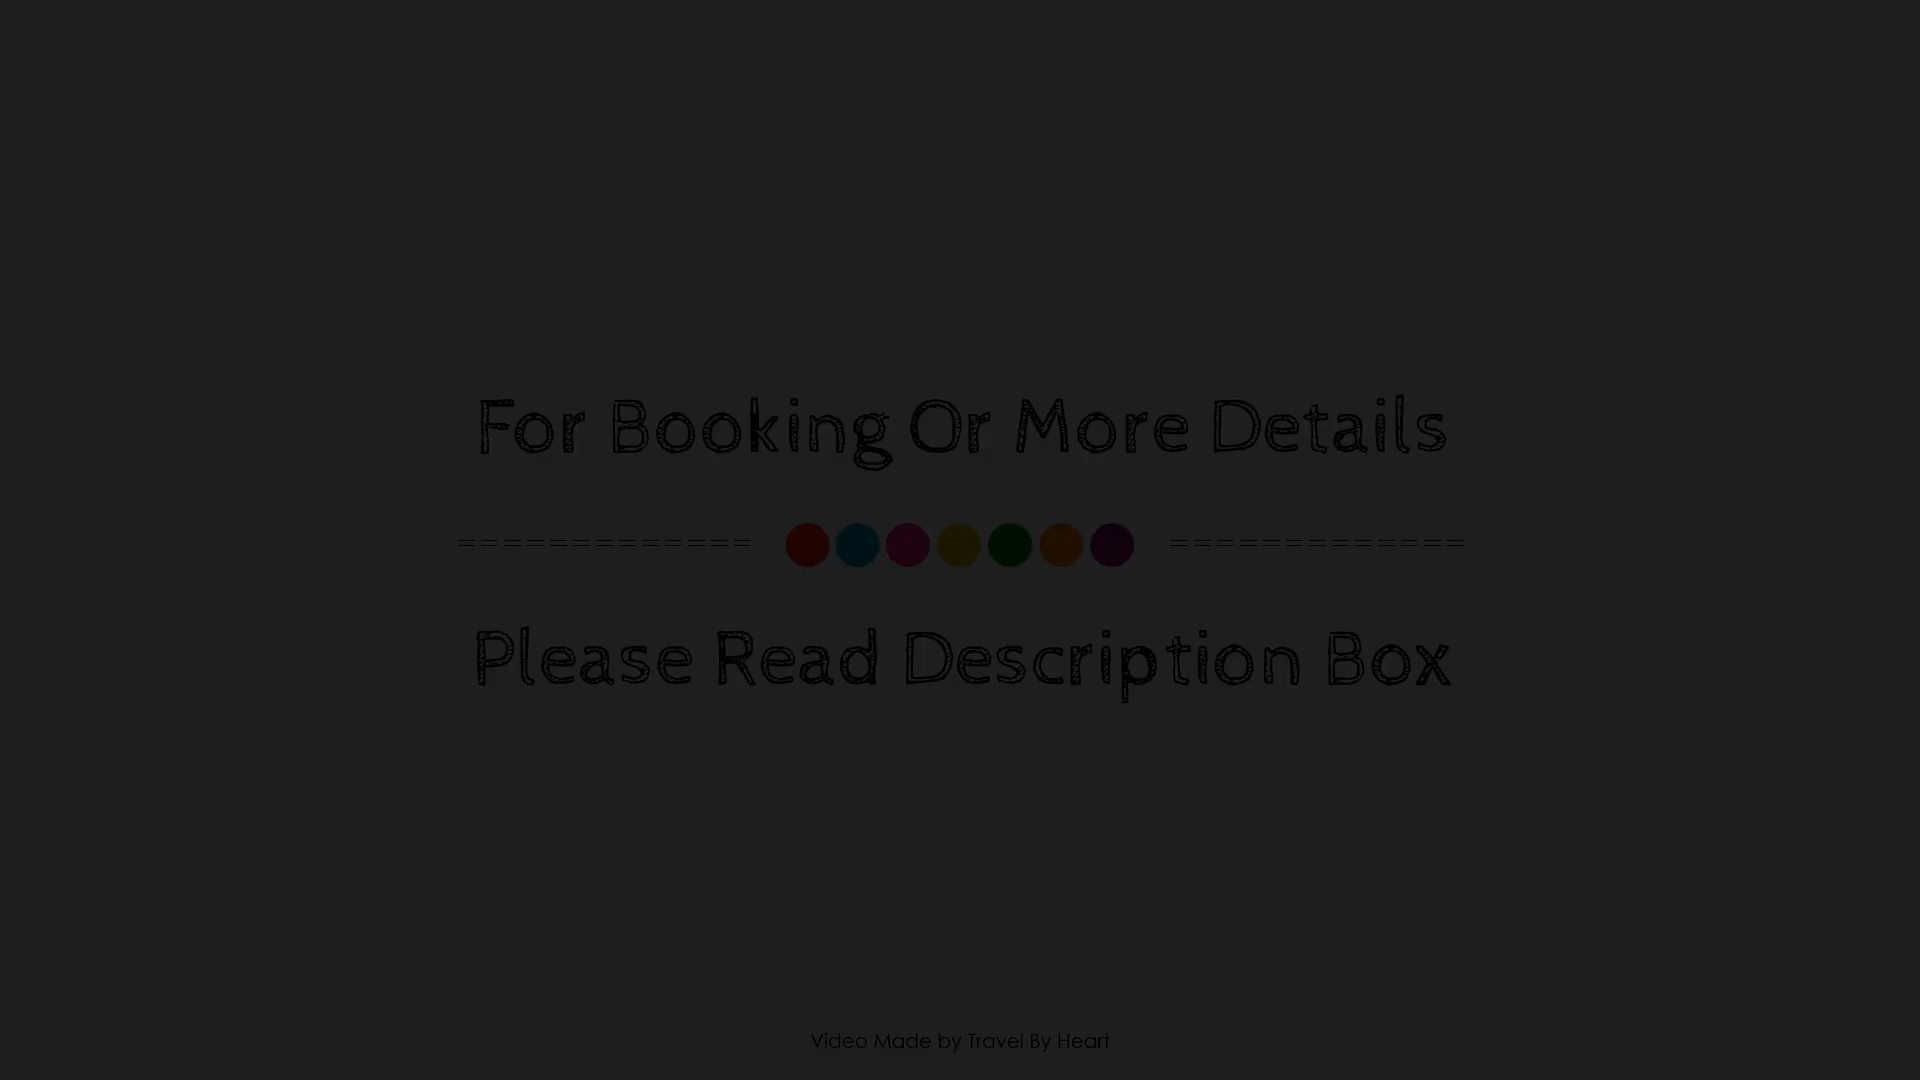 For Booking Or More Details
============= =============
Please Read Description Box
Video Made by Travel By Heart